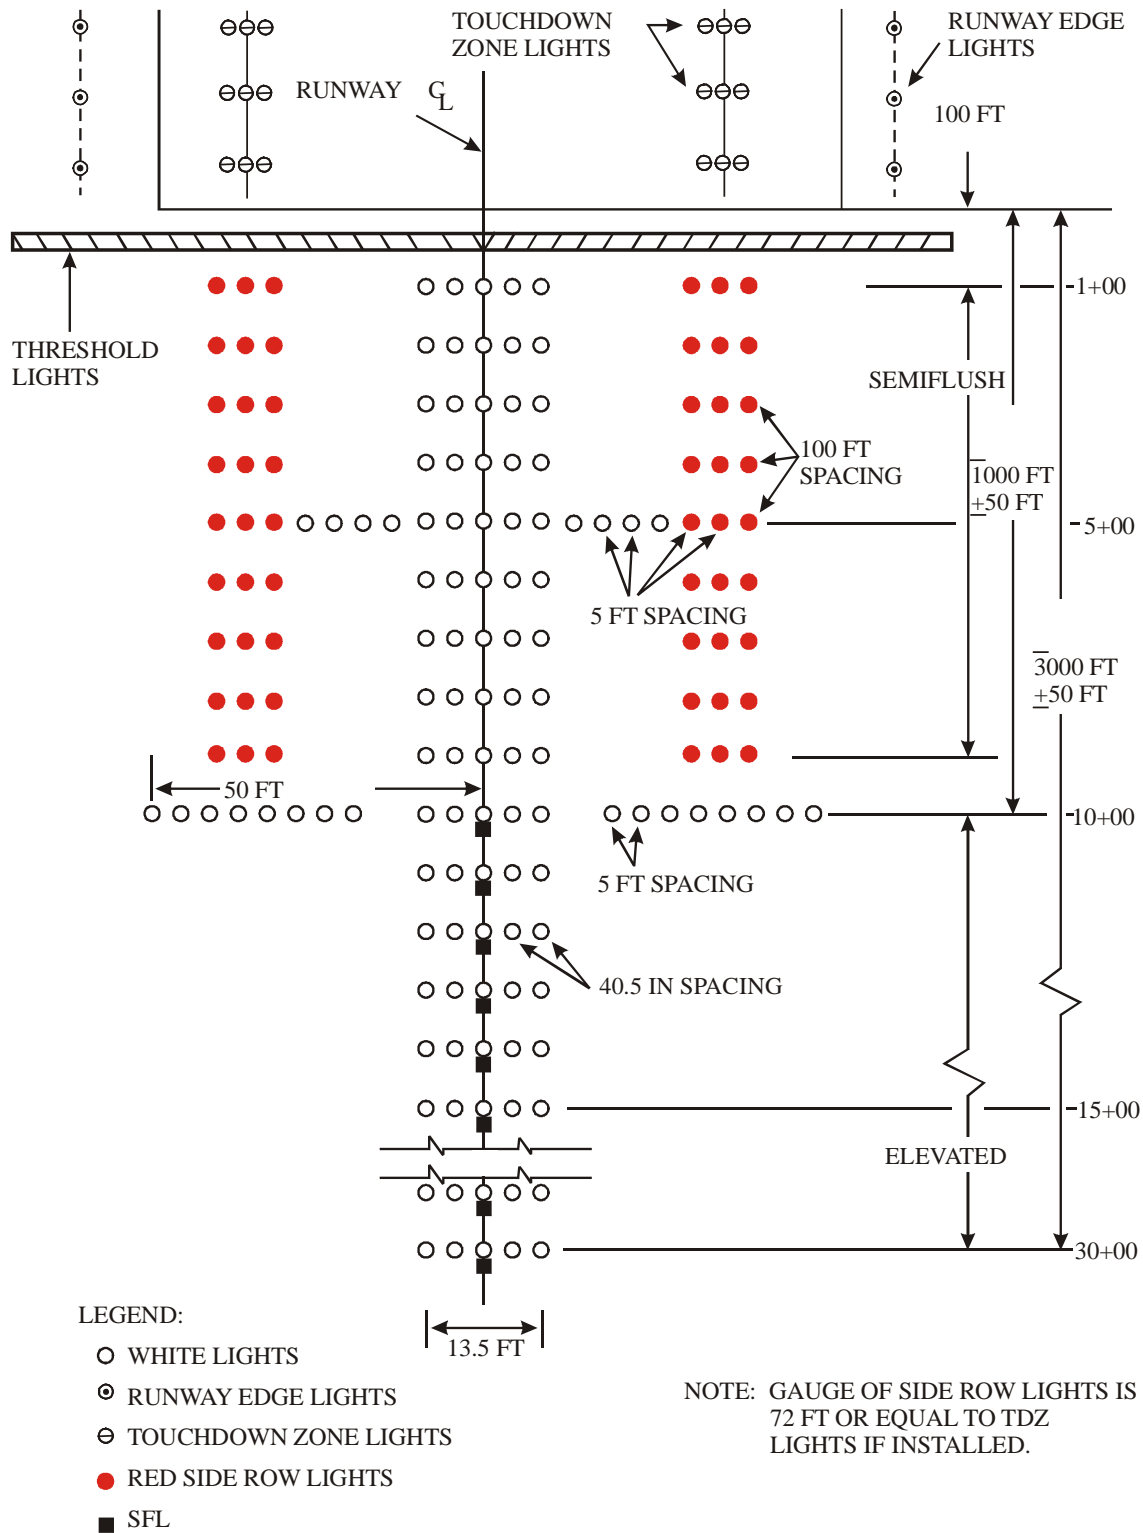 TOUCHDOWN
ZONE LIGHTS
RUNWAY EDGE
LIGHTS
RUNWAY ℄
100 FT
1+00
THRESHOLD
LIGHTS
SEMIFLUSH
100 FT
SPACING
1000 FT
+50 FT
5+00
5 FT SPACING
3000 FT
+50 FT
50 FT
10+00
5 FT SPACING
40.5 IN SPACING
15+00
ELEVATED
30+00
LEGEND:
13.5 FT
WHITE LIGHTS
RUNWAY EDGE LIGHTS
TOUCHDOWN ZONE LIGHTS
RED SIDE ROW LIGHTS
SFL
NOTE: GAUGE OF SIDE ROW LIGHTS IS
72 FT OR EQUAL TO TDZ
LIGHTS IF INSTALLED.